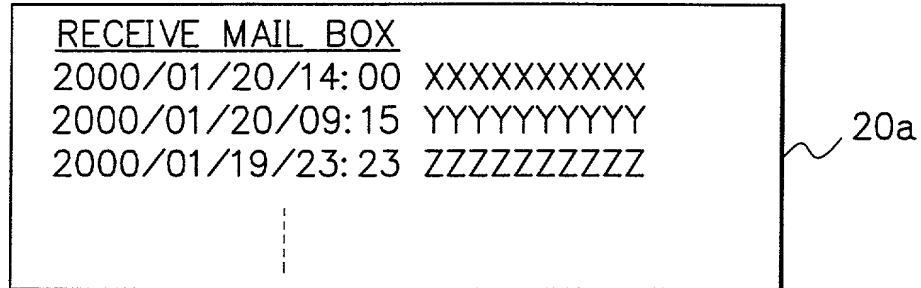 RECEIVE MAIL BOX
2000/01/20/14:00 XXXXXXXXXX
2000/01/20/09:15 YYYYYYYYYY
2000/01/19/23:23 ZZZZZZZZZZ
20a